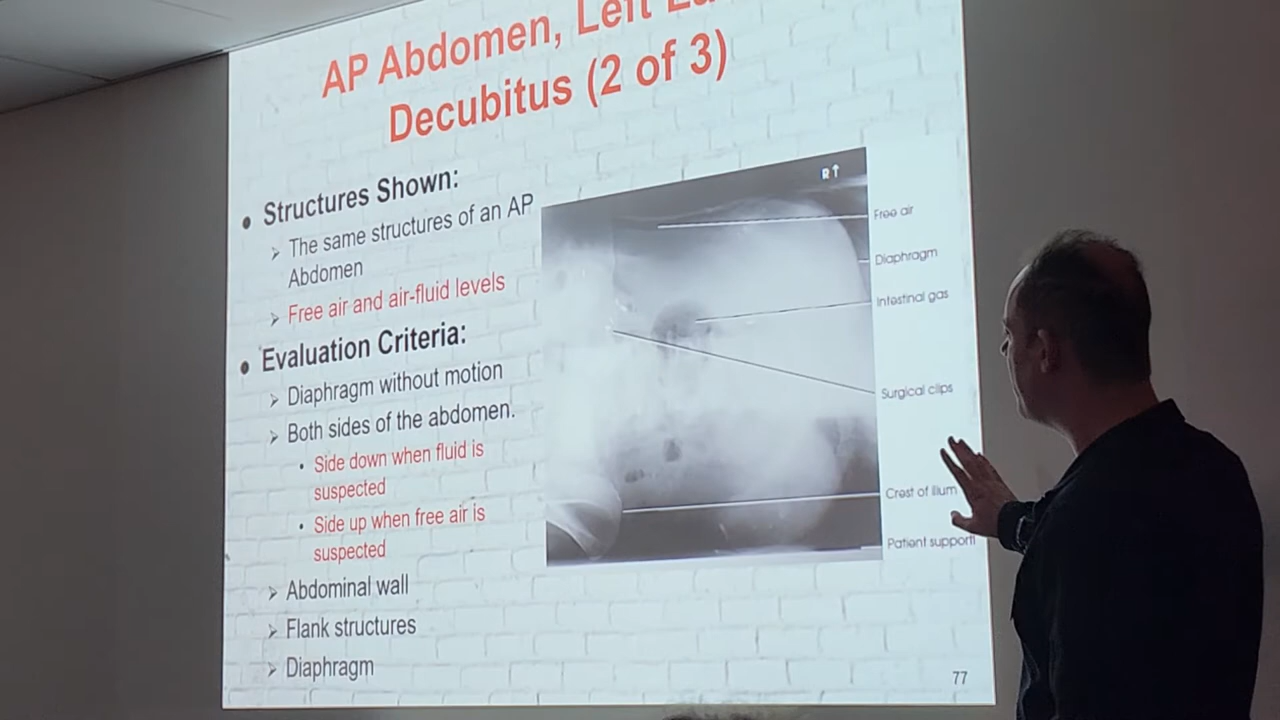 AP Abdomen, Left
Decubitus (2 of 3)
• Structures Shown:
➢ The same structures of an AP
Abdomen
➢ Free air and air-fluid levels
• Evaluation Criteria:
➢ Diaphragm without motion
➢ Both sides of the abdomen.
• Side down when fluid is
suspected
• Side up when free air is
suspected
➢ Abdominal wall
➢ Flank structures
➢ Diaphragm
R↑
Free air
Diaphragm
Intestinal gas
Surgical clips
Crest of ilium
Patient support
77